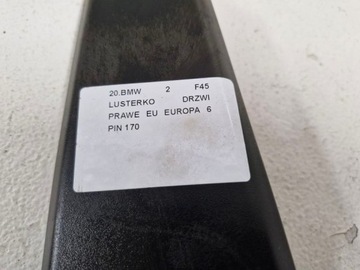 20.BMW 2 F45
LUSTERKO DRZWI
PRAWE EU EUROPA 6
PIN 170